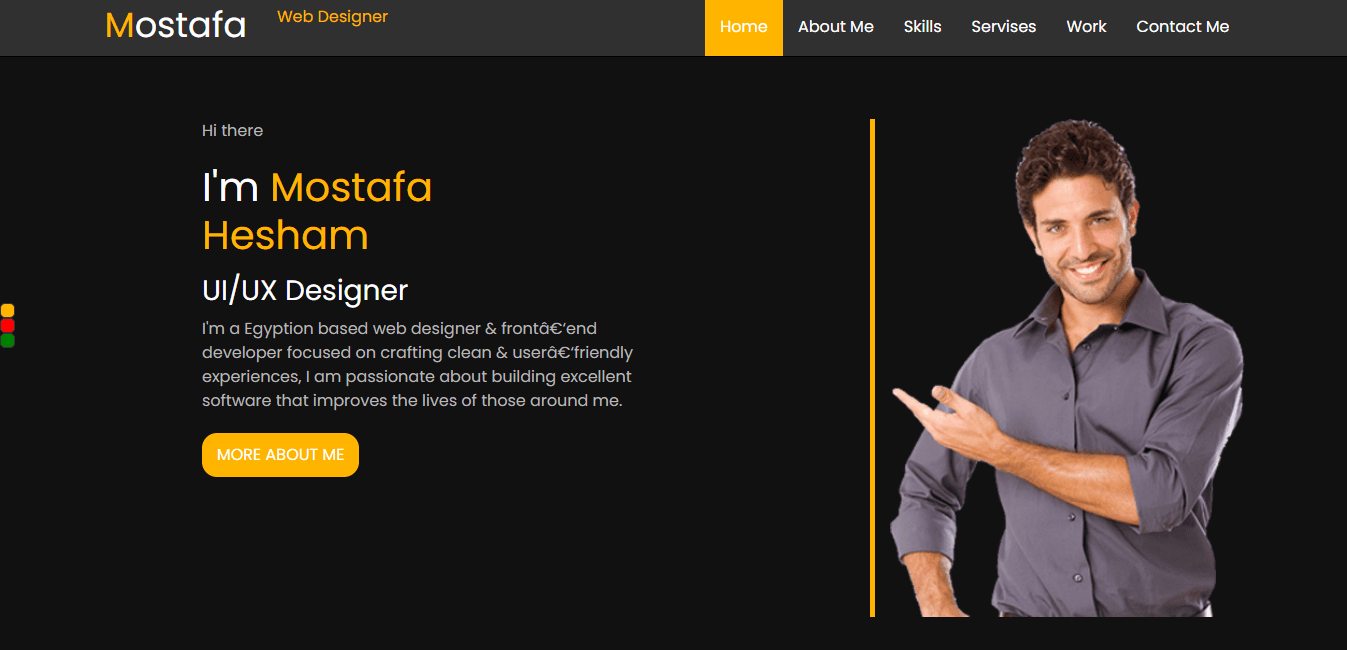 Mostafa Web Designer Home About Me Skills Servises Work Contact Me
Hi there
I'm Mostafa
Hesham
UI/UX Designer
I'm a Egyption based web designer & frontâ€‘end
developer focused on crafting clean & userâ€‘friendly
experiences, I am passionate about building excellent
software that improves the lives of those around me.
MORE ABOUT ME